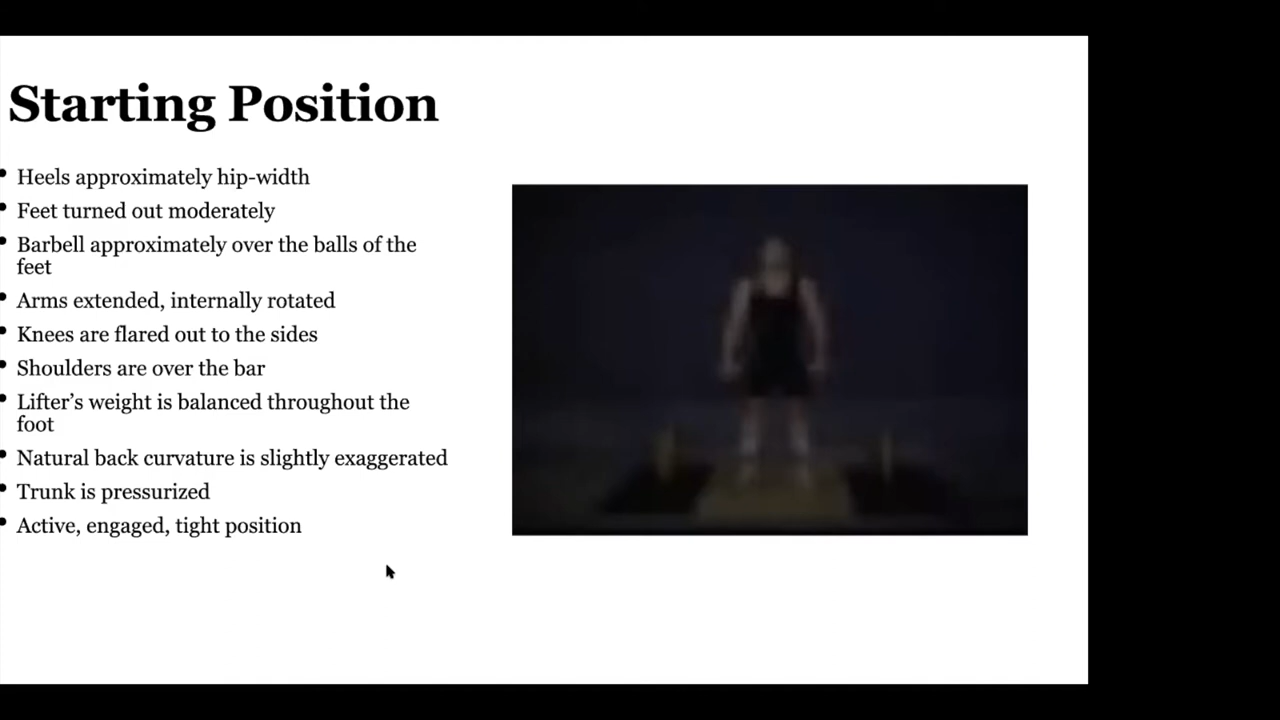 Starting Position
• Heels approximately hip-width
• Feet turned out moderately
• Barbell approximately over the balls of the
feet
• Arms extended, internally rotated
• Knees are flared out to the sides
• Shoulders are over the bar
• Lifter’s weight is balanced throughout the
foot
• Natural back curvature is slightly exaggerated
• Trunk is pressurized
• Active, engaged, tight position